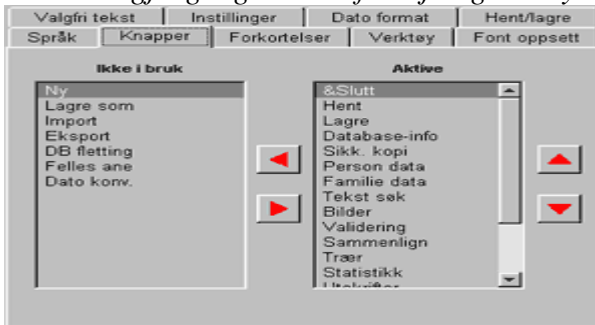 Valgfri tekst Instillinger Dato format Hent/lagre
Språk Knapper Forkortelser Verktøy Font oppsett
Ikke i bruk
Ny
Lagre som
Import
Eksport
DB fletting
Felles ane
Dato konv.
Aktive
&Slutt
Hent
Lagre
Database-info
Sikk. kopi
Person data
Familie data
Tekst søk
Bilder
Validering
Sammenlign
Trær
Statistikk